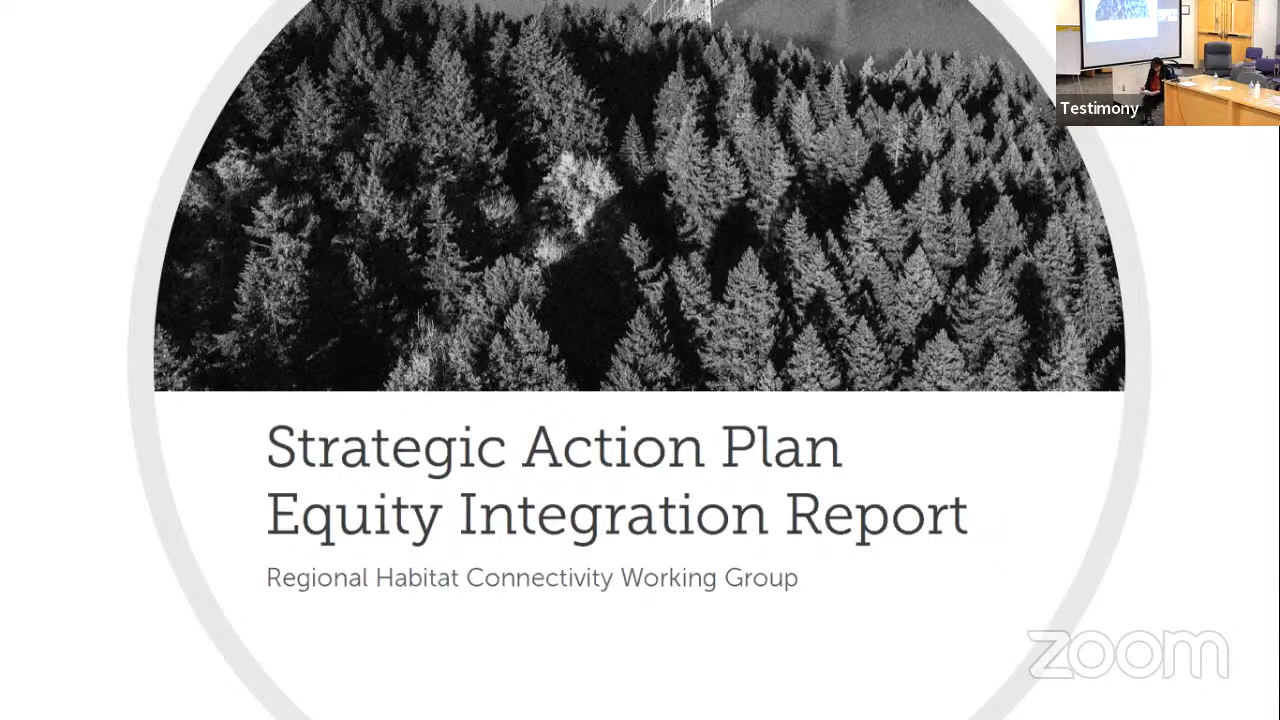 Testimony
Strategic Action Plan
Equity Integration Report
Regional Habitat Connectivity Working Group
zoom